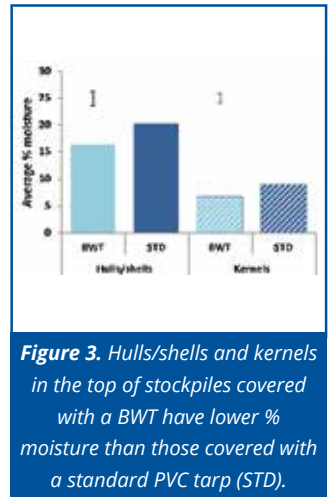 30
25
20
15
10
5
0
Average % moisture
BWT STD BWT STD
Hulls/shells Kernels
Figure 3. Hulls/shells and kernels
in the top of stockpiles covered
with a BWT have lower %
moisture than those covered with
a standard PVC tarp (STD).